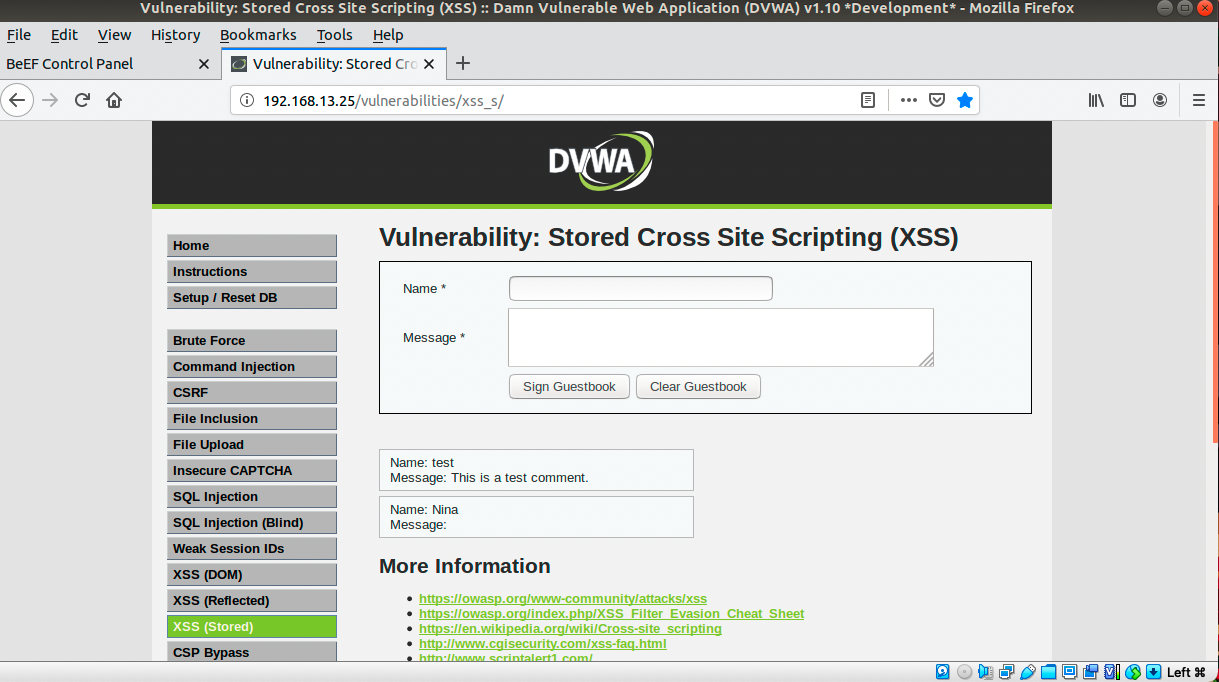 Vulnerability: Stored Cross Site Scripting (XSS) :: Damn Vulnerable Web Application (DVWA) v1.10 *Development* - Mozilla Firefox
File Edit View History Bookmarks Tools Help
BeEF Control Panel
Vulnerability: Stored Cro
192.168.13.25/vulnerabilities/xss_s/
DVWA
Home
Instructions
Setup / Reset DB
Brute Force
Command Injection
CSRF
File Inclusion
File Upload
Insecure CAPTCHA
SQL Injection
SQL Injection (Blind)
Weak Session IDs
XSS (DOM)
XSS (Reflected)
XSS (Stored)
CSP Bypass
Vulnerability: Stored Cross Site Scripting (XSS)
Name *
Message *
Sign Guestbook Clear Guestbook
Name: test
Message: This is a test comment.
Name: Nina
Message:
More Information
https://owasp.org/www-community/attacks/xss
https://owasp.org/index.php/XSS_Filter_Evasion_Cheat_Sheet
https://en.wikipedia.org/wiki/Cross-site_scripting
http://www.cgisecurity.com/xss-faq.html
http://www.scriptalert1.com/
Left ⌘